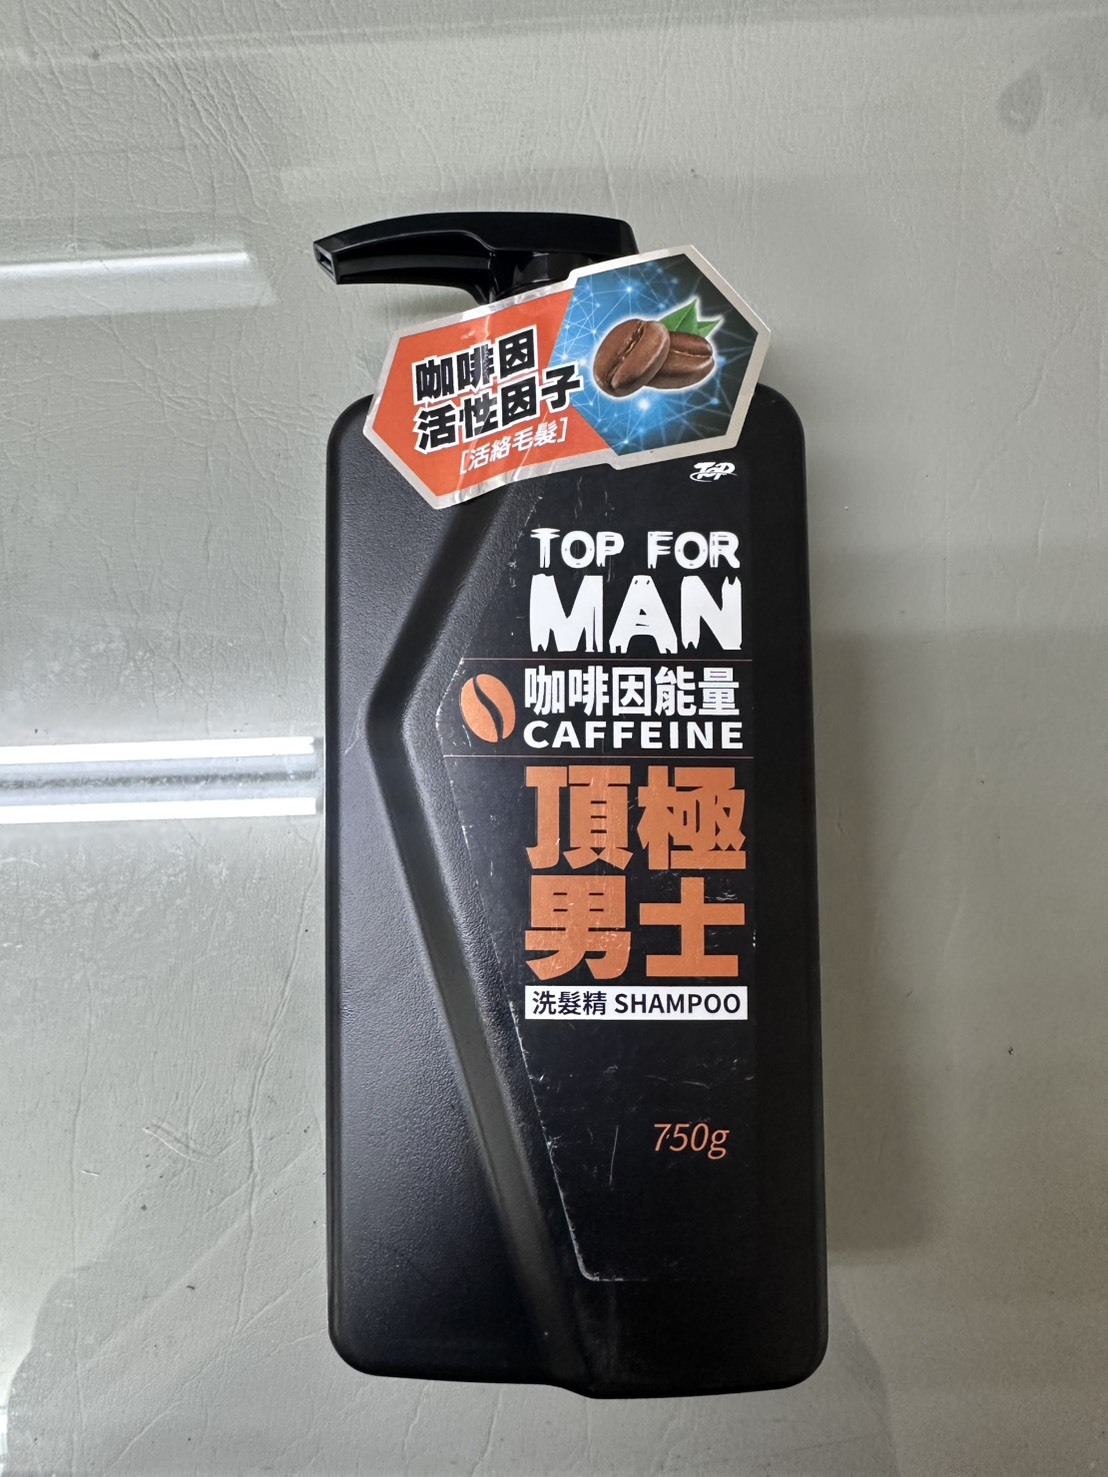 咖啡因
活性因子
[活絡毛髮]
TOP
TOP FOR
MAN
咖啡因能量
CAFFEINE
頂極
男士
洗髮精 SHAMPOO
750g